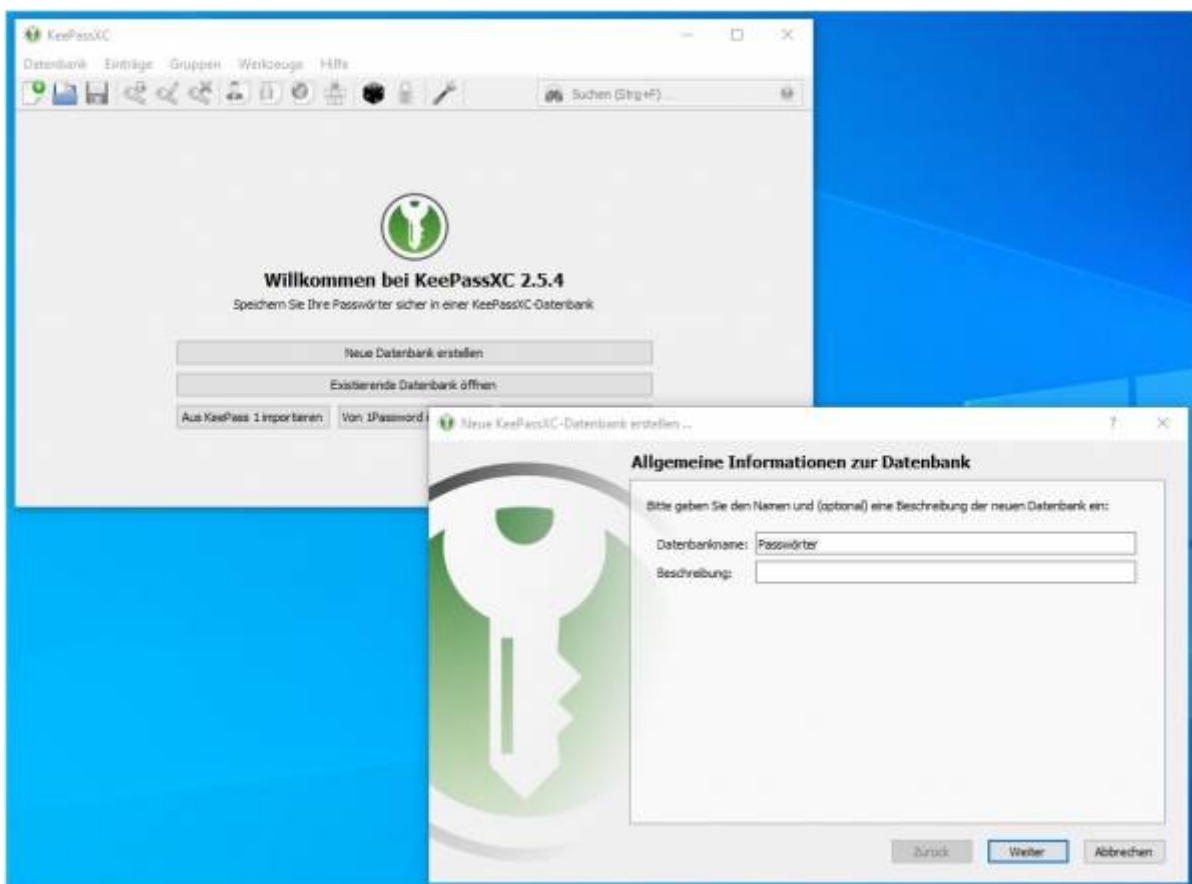 KeePassXC
Datenbank Einträge Gruppen Werkzeuge Hilfe
Suchen (Strg+F) ...
Willkommen bei KeePassXC 2.5.4
Speichern Sie Ihre Passwörter sicher in einer KeePassXC-Datenbank
Neue Datenbank erstellen
Existierende Datenbank öffnen
Aus KeePass 1 importieren
Von 1Password i
Neue KeePassXC-Datenbank erstellen ...
?
Allgemeine Informationen zur Datenbank
Bitte geben Sie den Namen und (optional) eine Beschreibung der neuen Datenbank ein:
Datenbankname: Passwörter
Beschreibung:
Zurück Weiter Abbrechen